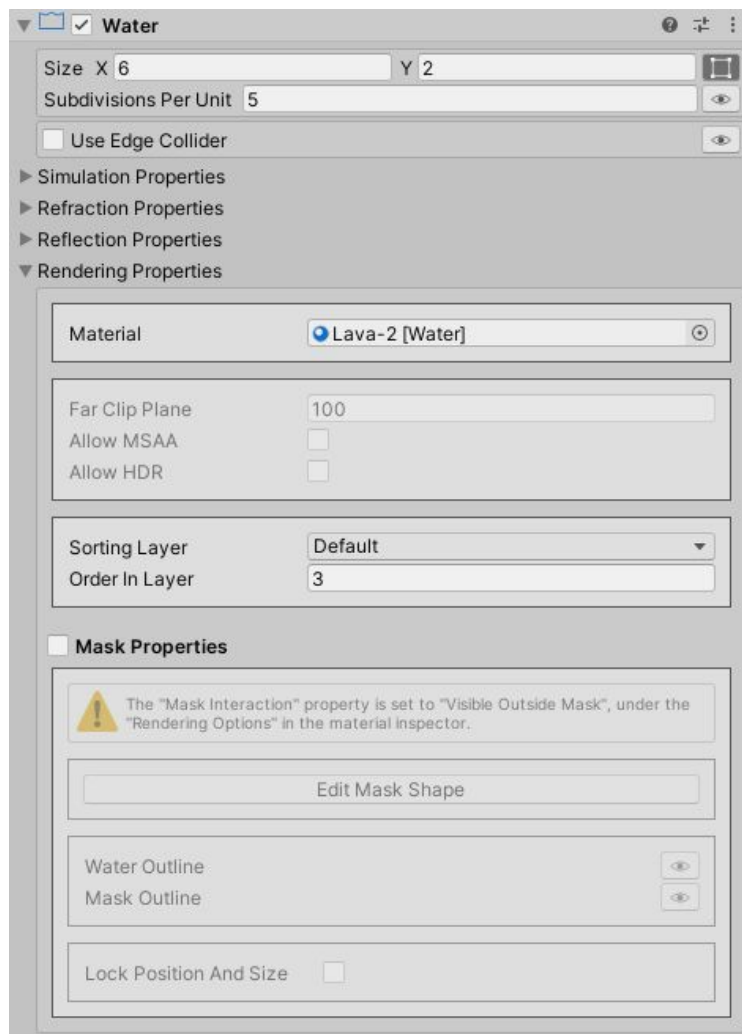 Water
Size X 6 Y 2
Subdivisions Per Unit 5
Use Edge Collider
Simulation Properties
Refraction Properties
Reflection Properties
Rendering Properties
Material Lava-2 [Water]
Far Clip Plane 100
Allow MSAA
Allow HDR
Sorting Layer Default
Order In Layer 3
Mask Properties
The "Mask Interaction" property is set to "Visible Outside Mask", under the
"Rendering Options" in the material inspector.
Edit Mask Shape
Water Outline
Mask Outline
Lock Position And Size